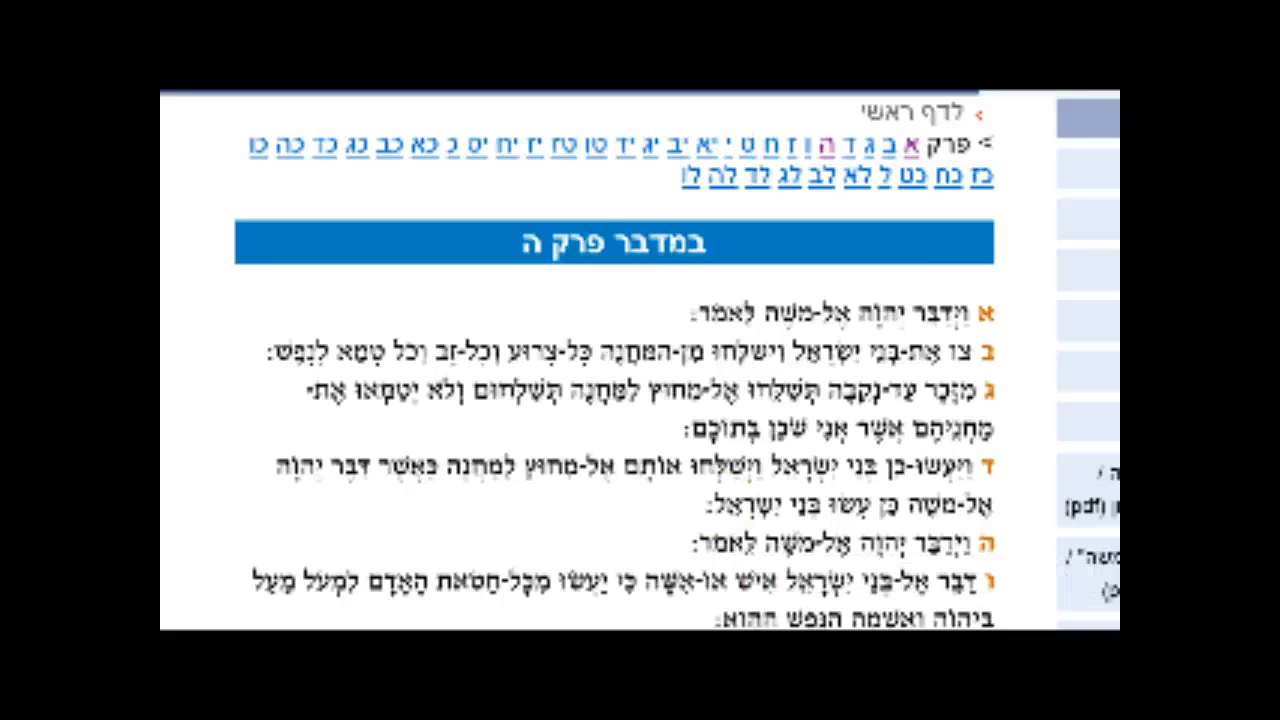 לדף ראשי
> פרק א ב ג ד ה ו ז ח ט י יא יב יג יד טו טז יז יח יט כ כא כב כג כד כה כו
כז כח כט ל לא לב לג לד לה לו
במדבר פרק ה
א וַיְדַבֵּר יְהוָה אֶל-מֹשֶׁה לֵּאמֹר:
ב צַו אֶת-בְּנֵי יִשְׂרָאֵל וִישַׁלְּחוּ מִן-הַמַּחֲנֶה כָּל-צָרוּעַ וְכָל-זָב וְכֹל טָמֵא לָנָפֶשׁ:
ג מִזָּכָר עַד-נְקֵבָה תְּשַׁלֵּחוּ אֶל-מִחוּץ לַמַּחֲנֶה תְּשַׁלְּחוּם וְלֹא יְטַמְּאוּ אֶת-
מַחֲנֵיהֶם אֲשֶׁר אֲנִי שֹׁכֵן בְּתוֹכָם:
ד וַיַּעֲשׂוּ-כֵן בְּנֵי יִשְׂרָאֵל וַיְשַׁלְּחוּ אוֹתָם אֶל-מִחוּץ לַמַּחֲנֶה כַּאֲשֶׁר דִּבֶּר יְהוָה
אֶל-מֹשֶׁה כֵּן עָשׂוּ בְּנֵי יִשְׂרָאֵל:
ה וַיְדַבֵּר יְהוָה אֶל-מֹשֶׁה לֵּאמֹר:
ו דַּבֵּר אֶל-בְּנֵי יִשְׂרָאֵל אִישׁ אוֹ-אִשָּׁה כִּי יַעֲשׂוּ מִכָּל-חַטֹּאת הָאָדָם לִמְעֹל מַעַל
בַּיהוָה וְאָשְׁמָה הַנֶּפֶשׁ הַהִוא:
ה /
(pdf)
משה" /